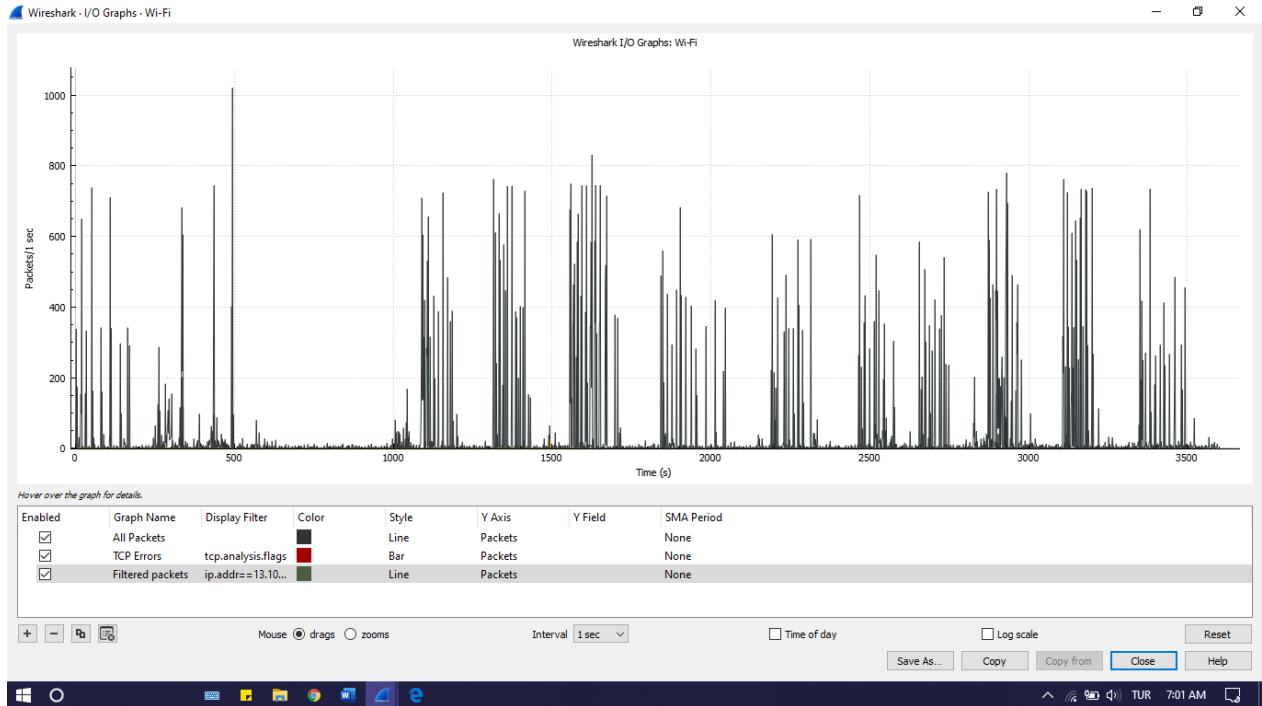 Wireshark · I/O Graphs · Wi-Fi
Wireshark I/O Graphs: Wi-Fi
1000
800
600
400
200
0
Packets/1 sec
0 500 1000 1500 2000 2500 3000 3500
Time (s)
Hover over the graph for details.
Enabled Graph Name Display Filter Color Style Y Axis Y Field SMA Period
All Packets Line Packets None
TCP Errors tcp.analysis.flags Bar Packets None
Filtered packets ip.addr==13.10... Line Packets None
Mouse drags zooms Interval 1 sec Time of day Log scale Reset
Save As... Copy Copy from Close Help
TUR 7:01 AM